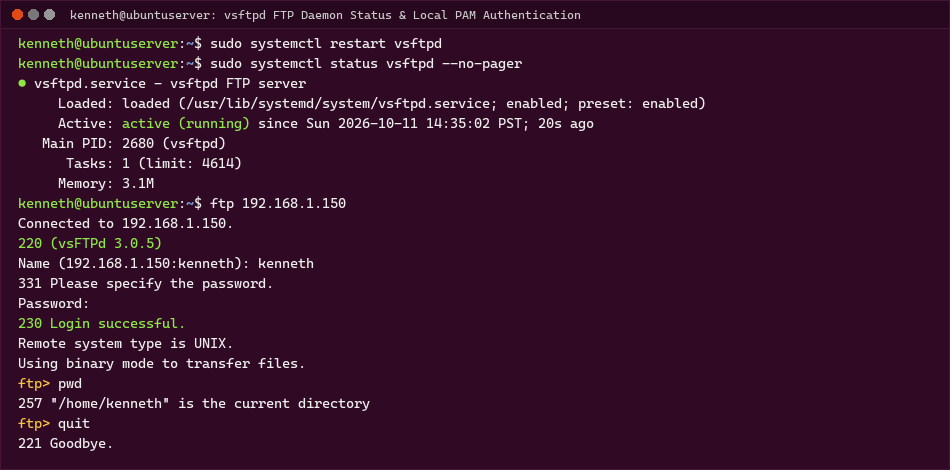 kenneth@ubuntuserver: vsftpd FTP Daemon Status & Local PAM Authentication
kenneth@ubuntuserver:~$ sudo systemctl restart vsftpd
kenneth@ubuntuserver:~$ sudo systemctl status vsftpd --no-pager
● vsftpd.service - vsftpd FTP server
     Loaded: loaded (/usr/lib/systemd/system/vsftpd.service; enabled; preset: enabled)
     Active: active (running) since Sun 2026-10-11 14:35:02 PST; 20s ago
   Main PID: 2680 (vsftpd)
      Tasks: 1 (limit: 4614)
     Memory: 3.1M
kenneth@ubuntuserver:~$ ftp 192.168.1.150
Connected to 192.168.1.150.
220 (vsFTPd 3.0.5)
Name (192.168.1.150:kenneth): kenneth
331 Please specify the password.
Password:
230 Login successful.
Remote system type is UNIX.
Using binary mode to transfer files.
ftp> pwd
257 "/home/kenneth" is the current directory
ftp> quit
221 Goodbye.